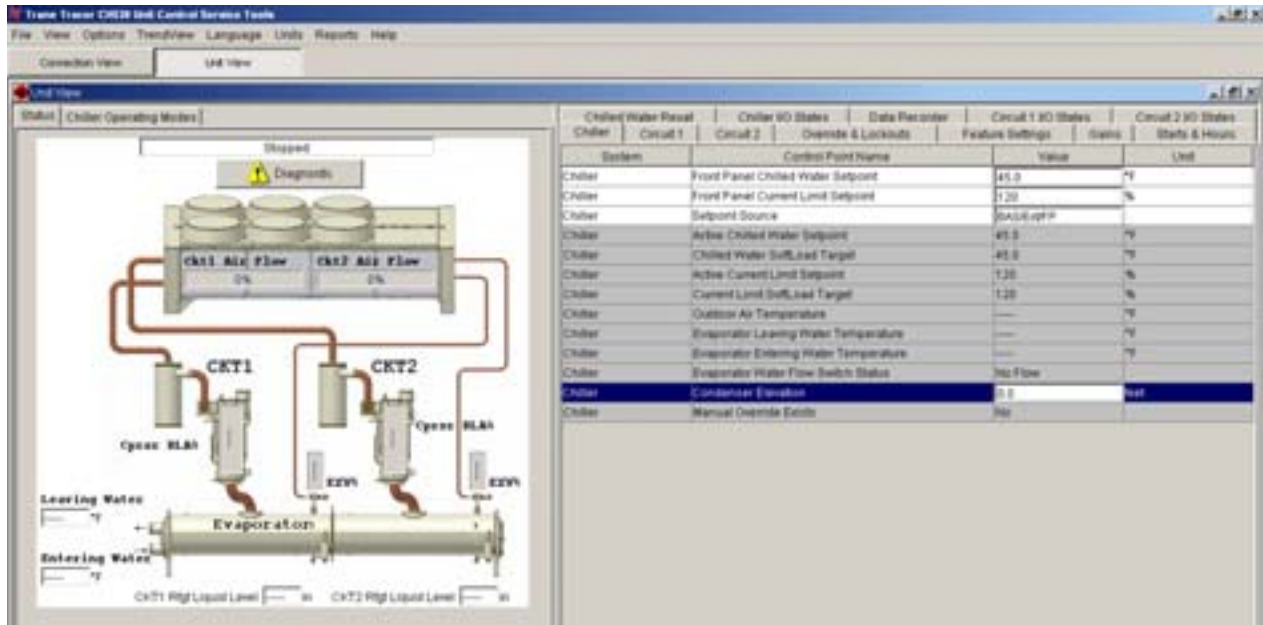 Trane Tracer CH530 Unit Control Service Tools
File View Options TrendView Language Units Reports Help
Connection View Unit View
Unit View
Status Chiller Operating Modes
Stopped
Diagnostic
Ckt1 Air Flow Ckt2 Air Flow
0% 0%
CKT1 CKT2
Cprsr RLA% Cprsr RLA%
EXV% EXV%
Leaving Water
---- °F
Evaporator
Entering Water
---- °F
CKT1 Rfgt Liquid Level ---- in CKT2 Rfgt Liquid Level ---- in
Chilled Water Reset Chiller I/O States Data Recorder Circuit 1 I/O States Circuit 2 I/O States
Chiller Circuit 1 Circuit 2 Override & Lockouts Feature Settings Gains Starts & Hours
System Control Point Name Value Unit
Chiller Front Panel Chilled Water Setpoint 45.0 °F
Chiller Front Panel Current Limit Setpoint 120 %
Chiller Setpoint Source
Chiller Active Chilled Water Setpoint 45.0 °F
Chiller Chilled Water SoftLoad Target 45.0 °F
Chiller Active Current Limit Setpoint 120 %
Chiller Current Limit SoftLoad Target 120 %
Chiller Outdoor Air Temperature ---- °F
Chiller Evaporator Leaving Water Temperature ---- °F
Chiller Evaporator Entering Water Temperature ---- °F
Chiller Evaporator Water Flow Switch Status No Flow
Chiller Condenser Elevation 0.0 feet
Chiller Manual Override Exists No